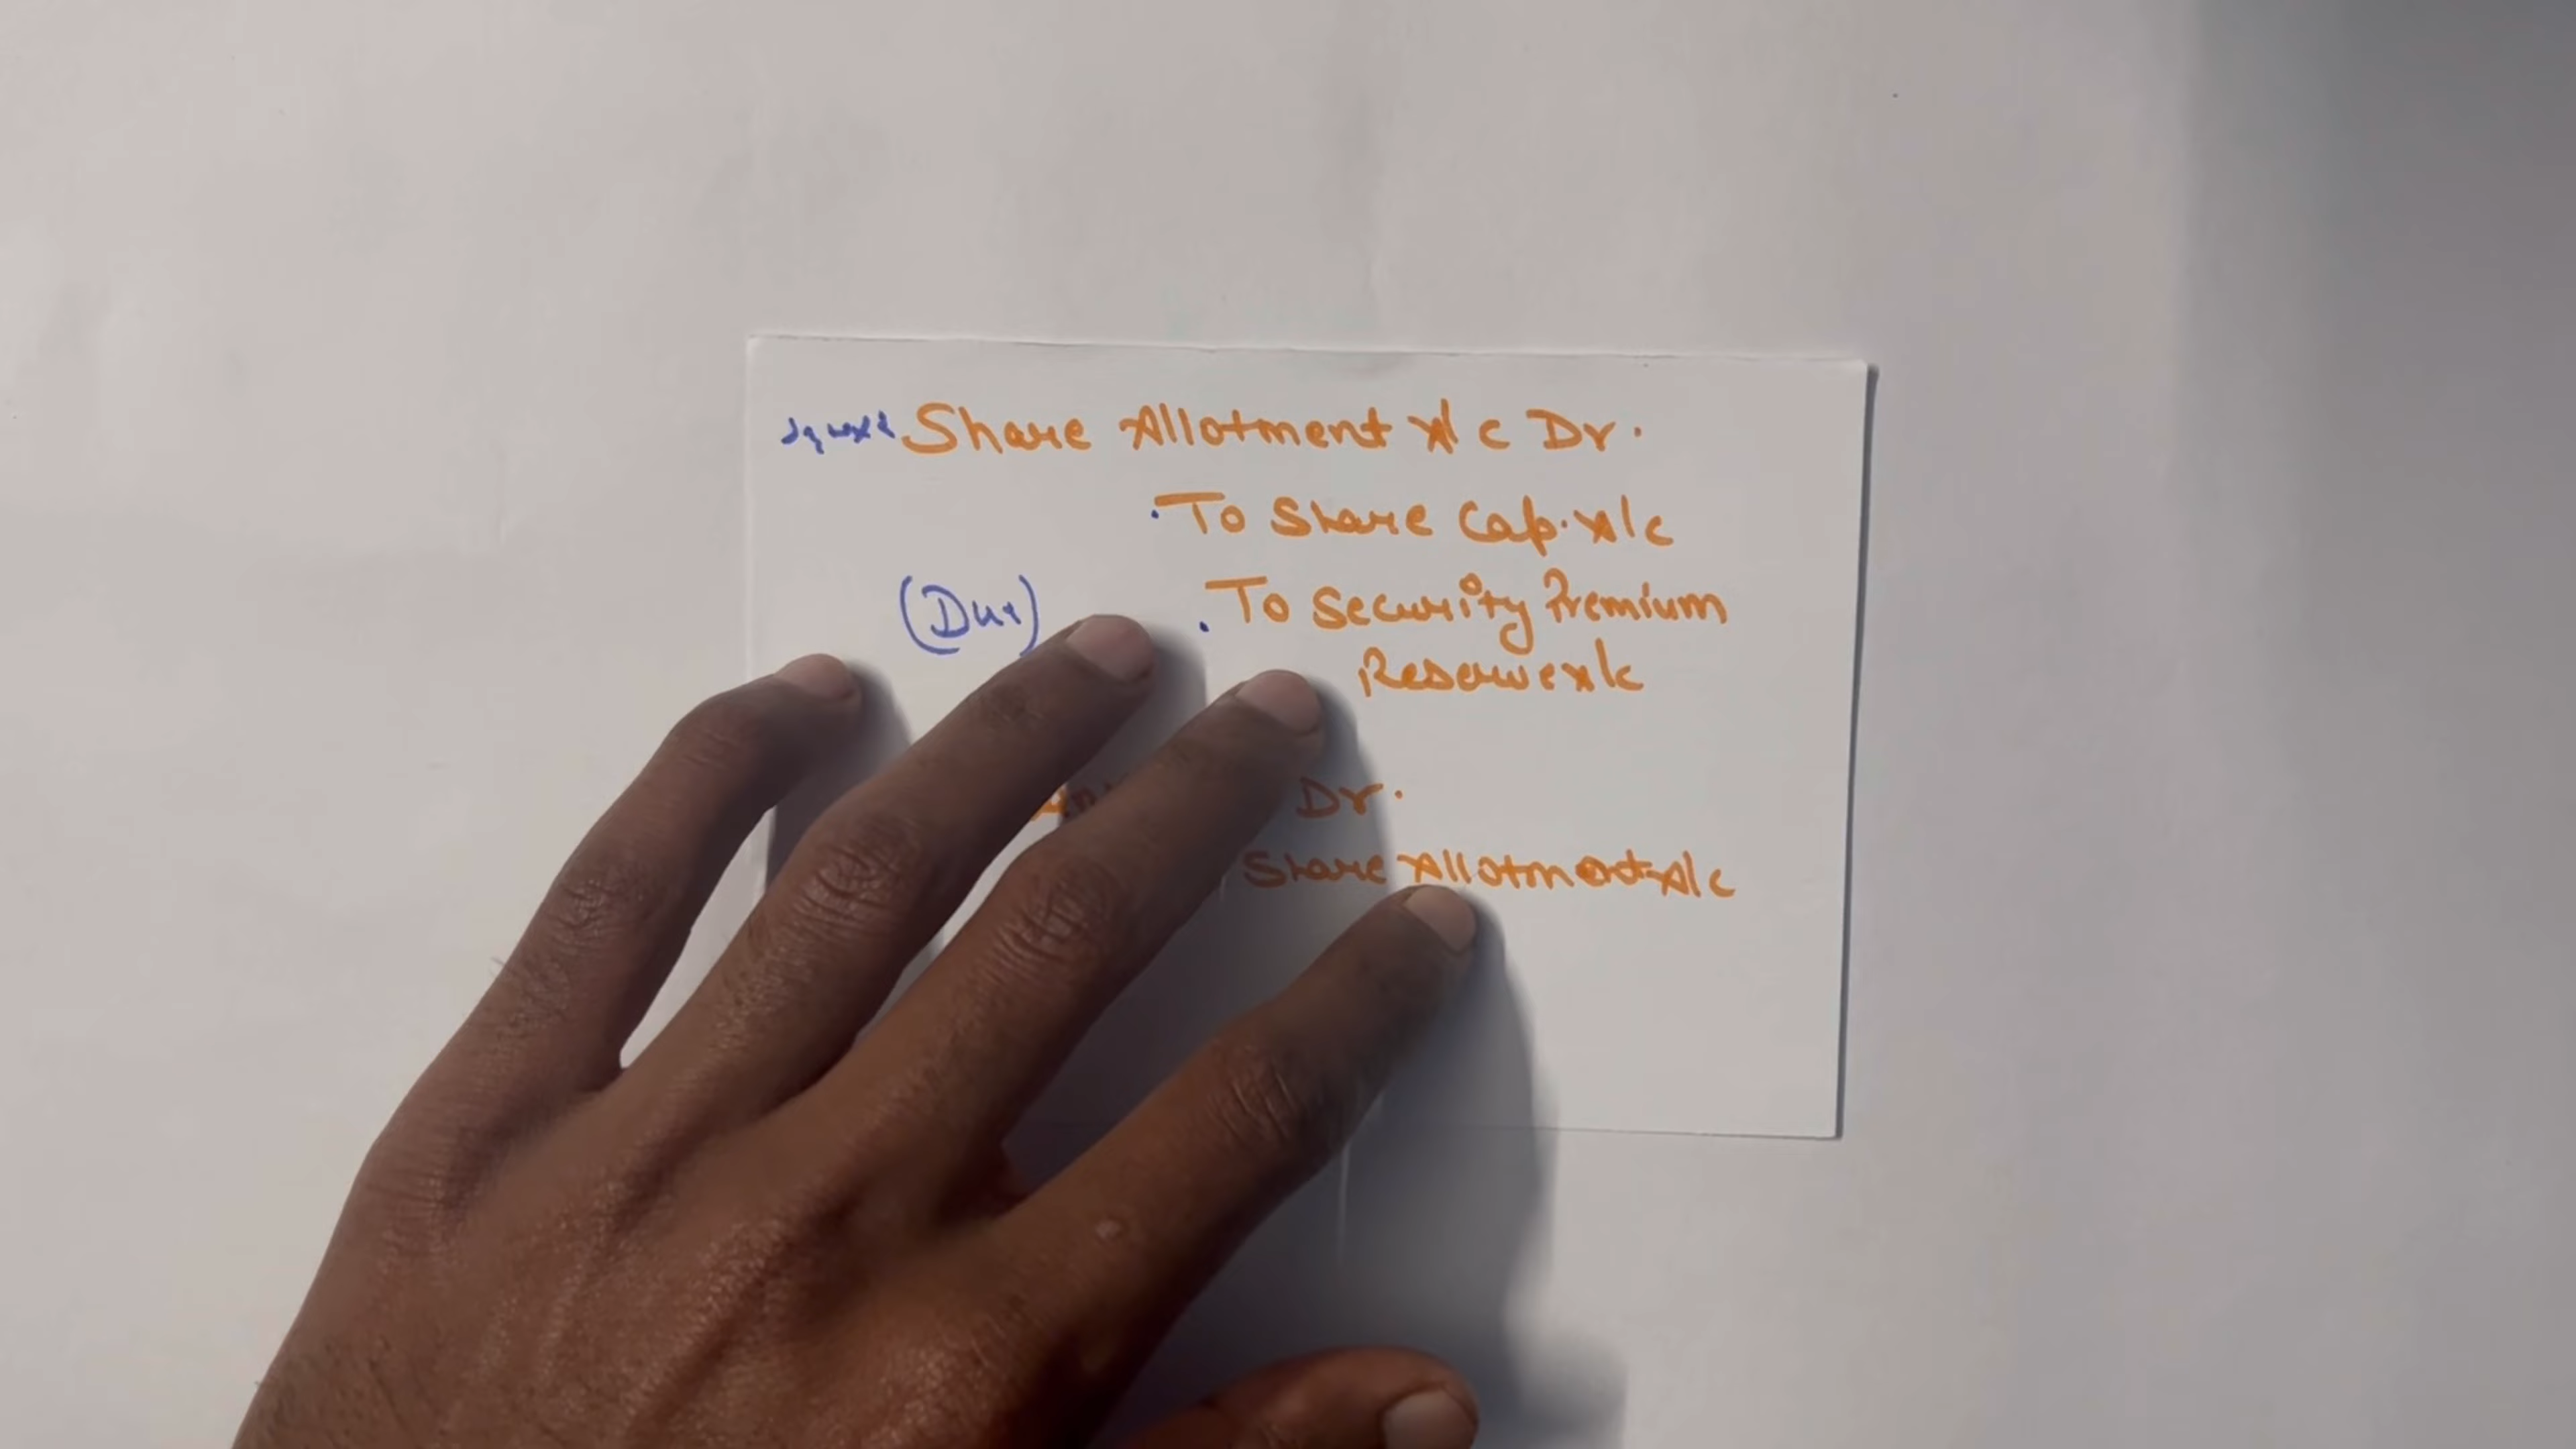 Share Allotment A/c Dr.
To Share Cap. A/c
(Due) To Security Premium
Reserve A/c
Dr.
Share Allotment A/c